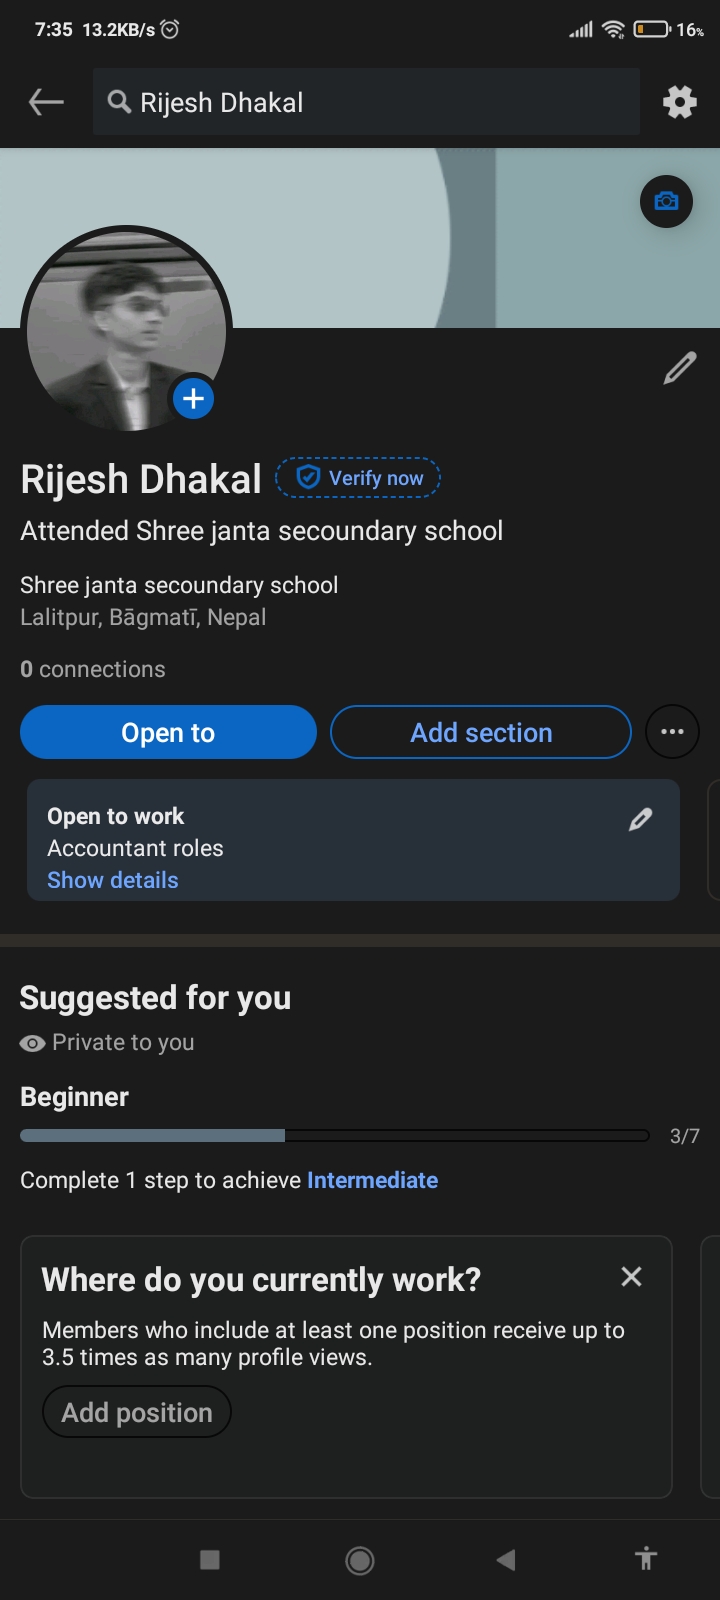 7:35 13.2KB/s 16%
Rijesh Dhakal
Rijesh Dhakal Verify now
Attended Shree janta secoundary school
Shree janta secoundary school
Lalitpur, Bāgmatī, Nepal
0 connections
Open to Add section
Open to work
Accountant roles
Show details
Suggested for you
Private to you
Beginner
3/7
Complete 1 step to achieve Intermediate
Where do you currently work?
Members who include at least one position receive up to
3.5 times as many profile views.
Add position